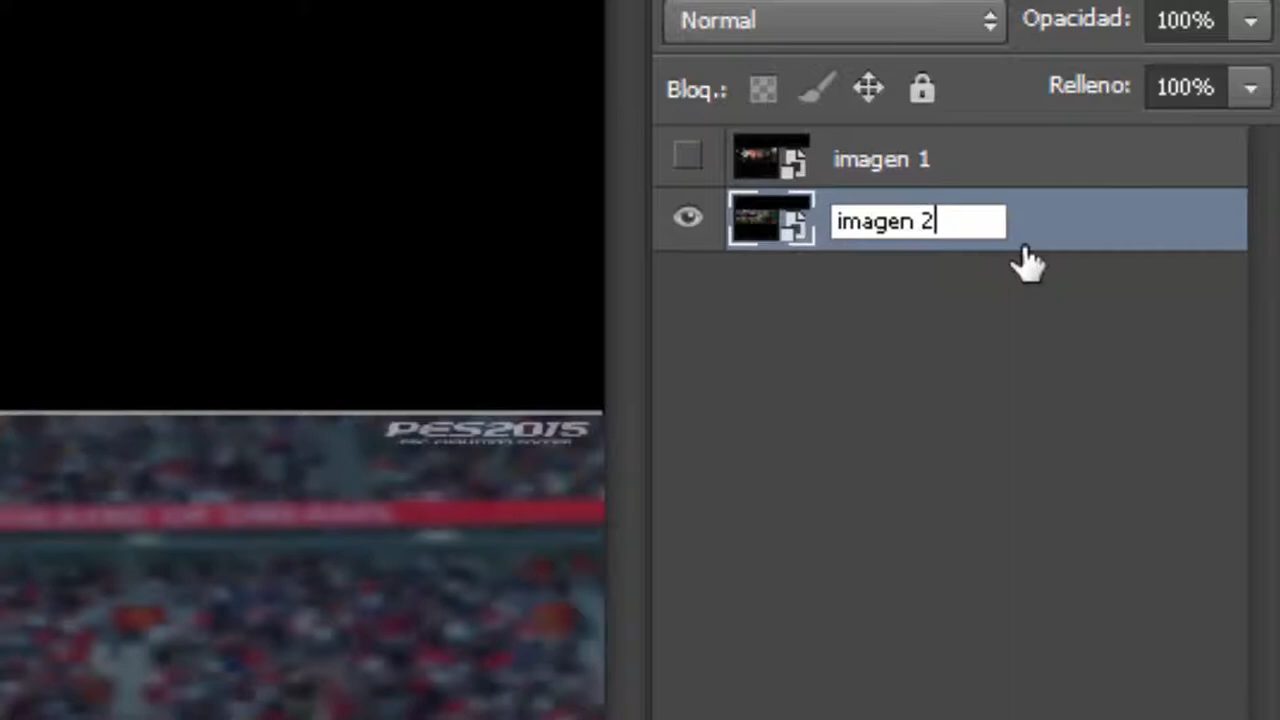 Normal
Opacidad:
100%
Bloq.:
Relleno:
100%
imagen 1
imagen 2
PES2015